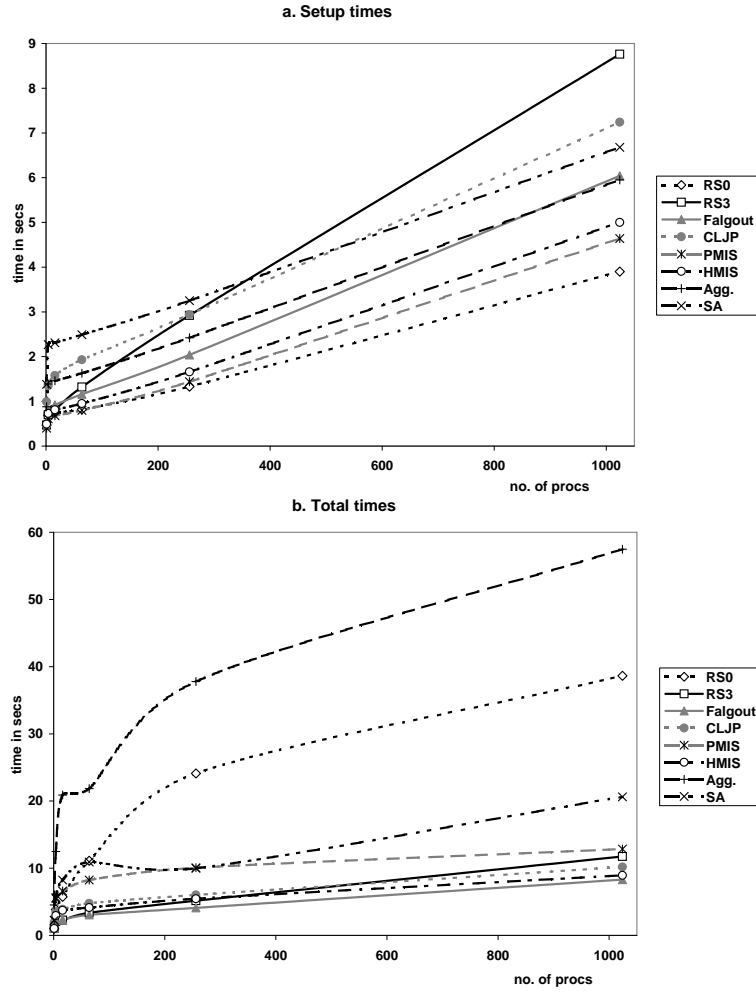 a. Setup times
9
8
7
6
5
4
3
2
1
0
time in secs
0 200 400 600 800 1000
no. of procs
RS0
RS3
Falgout
CLJP
PMIS
HMIS
Agg.
SA
b. Total times
60
50
40
30
20
10
0
time in secs
0 200 400 600 800 1000
no. of procs
RS0
RS3
Falgout
CLJP
PMIS
HMIS
Agg.
SA